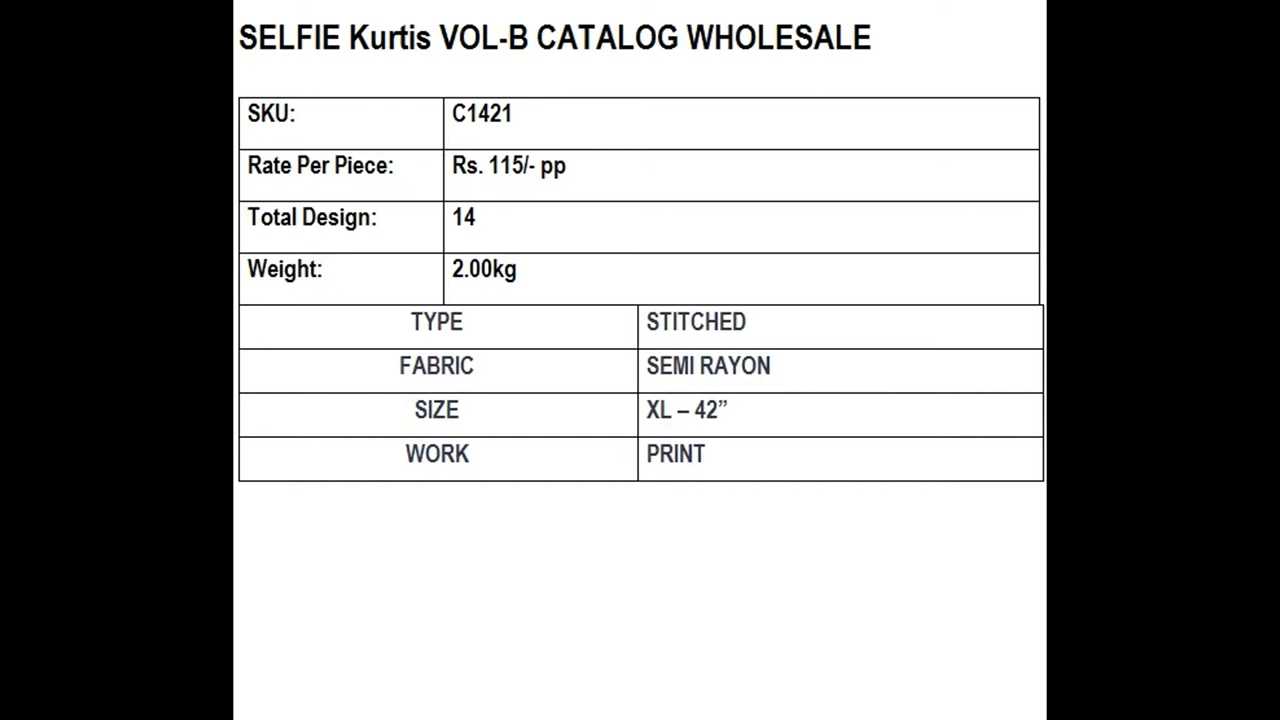 SELFIE Kurtis VOL-B CATALOG WHOLESALE
SKU: C1421
Rate Per Piece: Rs. 115/- pp
Total Design: 14
Weight: 2.00kg
TYPE STITCHED
FABRIC SEMI RAYON
SIZE XL – 42”
WORK PRINT